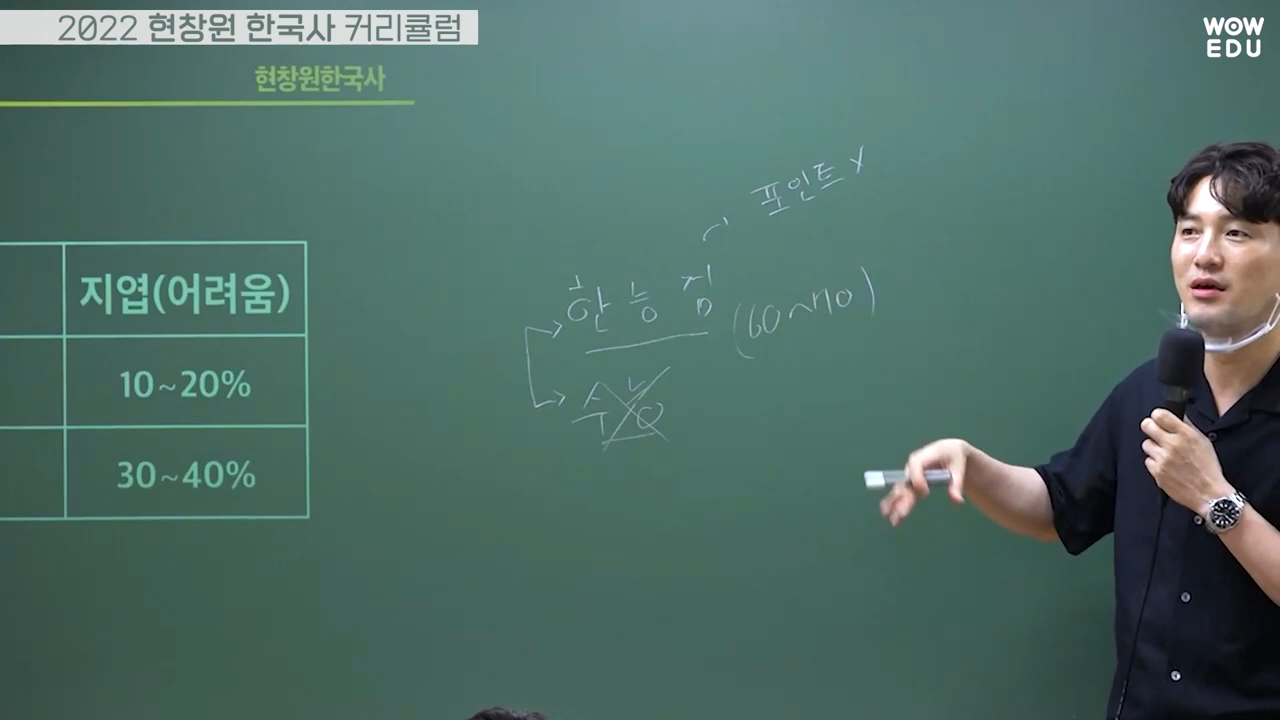 2022 현창원 한국사 커리큘럼
WOW
EDU
현창원한국사
포인트 X
한능검 (60~70)
수능
지엽(어려움)
10~20%
30~40%